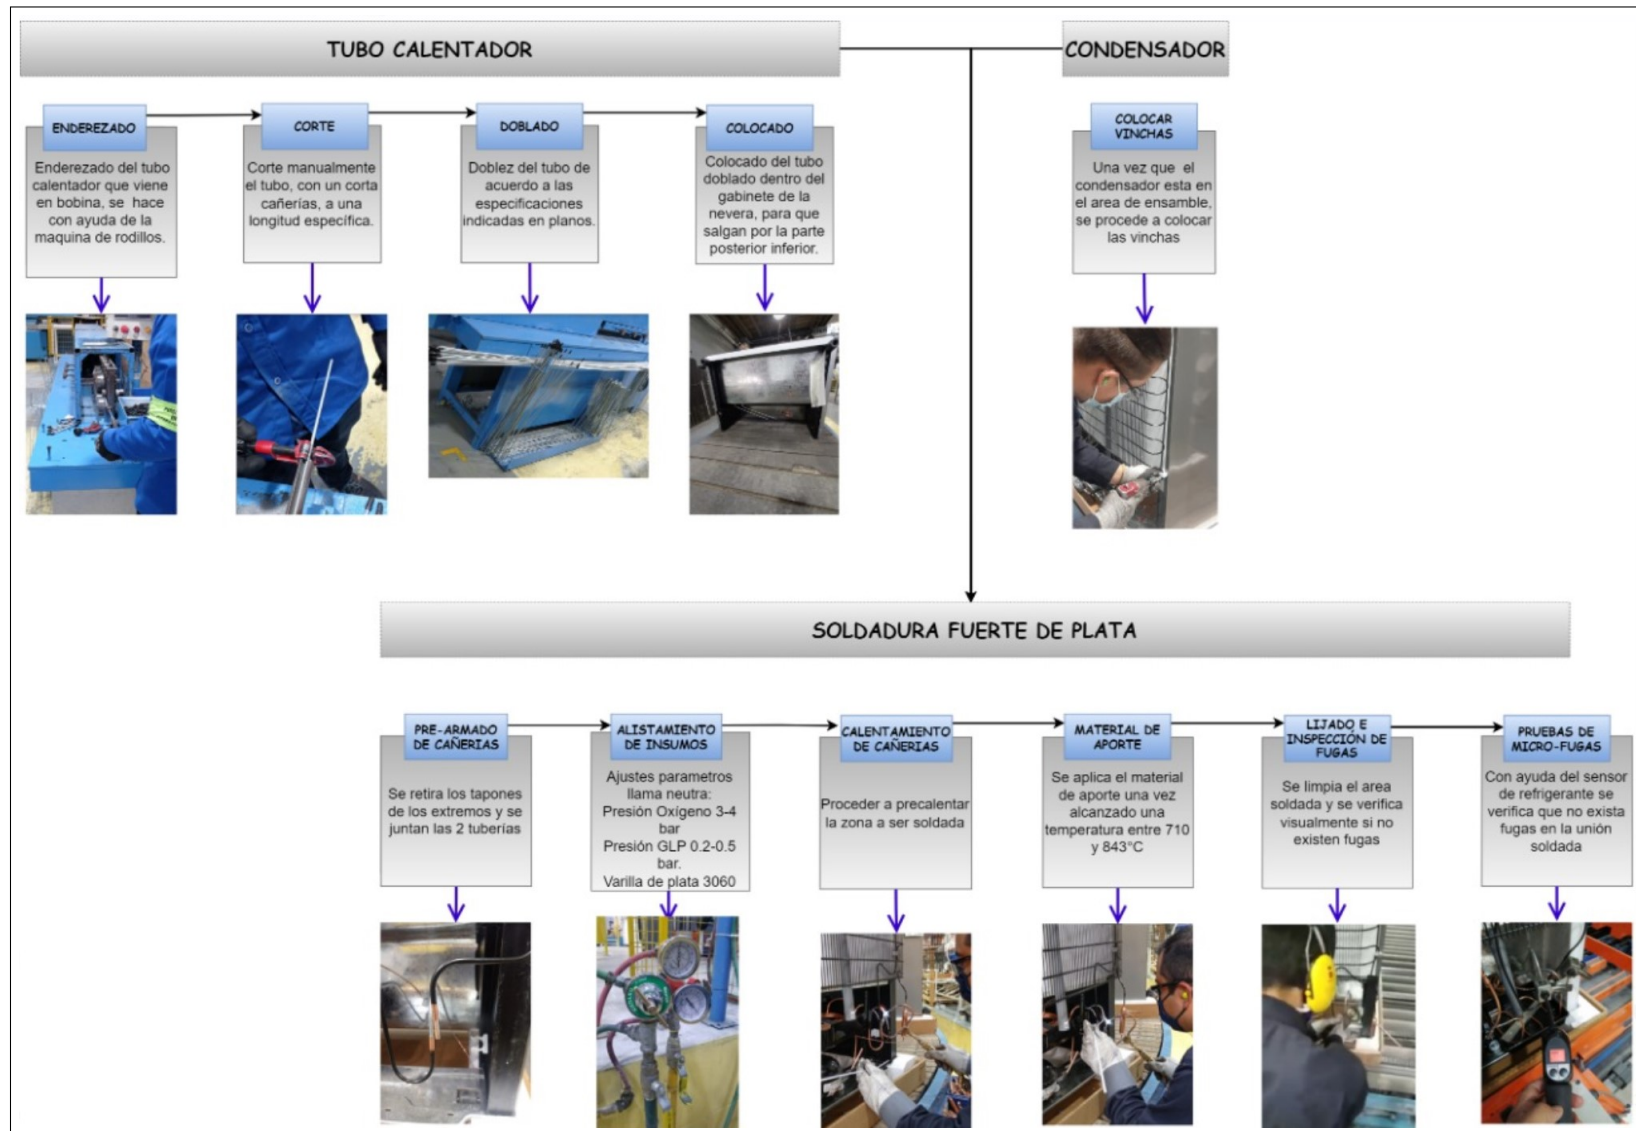 TUBO CALENTADOR
CONDENSADOR
ENDEREZADO
Enderezado del tubo
calentador que viene
en bobina, se hace
con ayuda de la
maquina de rodillos.
CORTE
Corte manualmente
el tubo, con un corta
cañerías, a una
longitud específica.
DOBLADO
Doblez del tubo de
acuerdo a las
especificaciones
indicadas en planos.
COLOCADO
Colocado del tubo
doblado dentro del
gabinete de la
nevera, para que
salgan por la parte
posterior inferior.
COLOCAR
VINCHAS
Una vez que el
condensador esta en
el area de ensamble,
se procede a colocar
las vinchas
SOLDADURA FUERTE DE PLATA
PRE-ARMADO
DE CAÑERIAS
Se retira los tapones
de los extremos y se
juntan las 2 tuberías
ALISTAMIENTO
DE INSUMOS
Ajustes parametros
llama neutra:
Presión Oxígeno 3-4
bar
Presión GLP 0.2-0.5
bar.
Varilla de plata 3060
CALENTAMIENTO
DE CAÑERIAS
Proceder a precalentar
la zona a ser soldada
MATERIAL DE
APORTE
Se aplica el material
de aporte una vez
alcanzado una
temperatura entre 710
y 843°C
LIJADO E
INSPECCIÓN DE
FUGAS
Se limpia el area
soldada y se verifica
visualmente si no
existen fugas
PRUEBAS DE
MICRO-FUGAS
Con ayuda del sensor
de refrigerante se
verifica que no exista
fugas en la unión
soldada